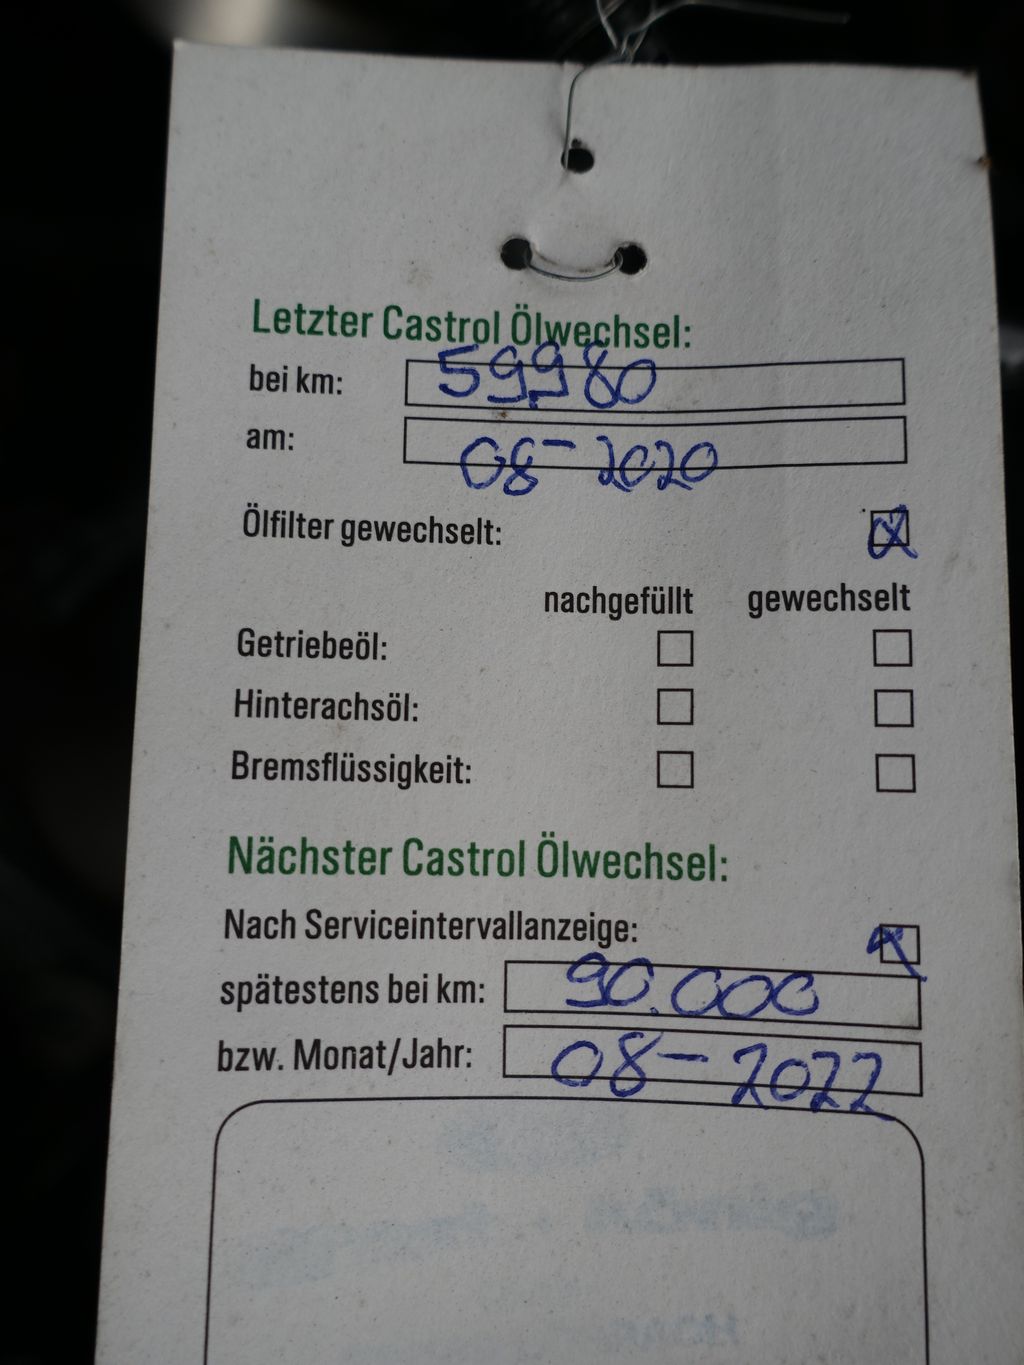 Letzter Castrol Ölwechsel:
bei km: 59980
am: 08-2020
Ölfilter gewechselt:
nachgefüllt gewechselt
Getriebeöl:
Hinterachsöl:
Bremsflüssigkeit:
Nächster Castrol Ölwechsel:
Nach Serviceintervallanzeige:
spätestens bei km: 90.000
bzw. Monat/Jahr: 08-2022